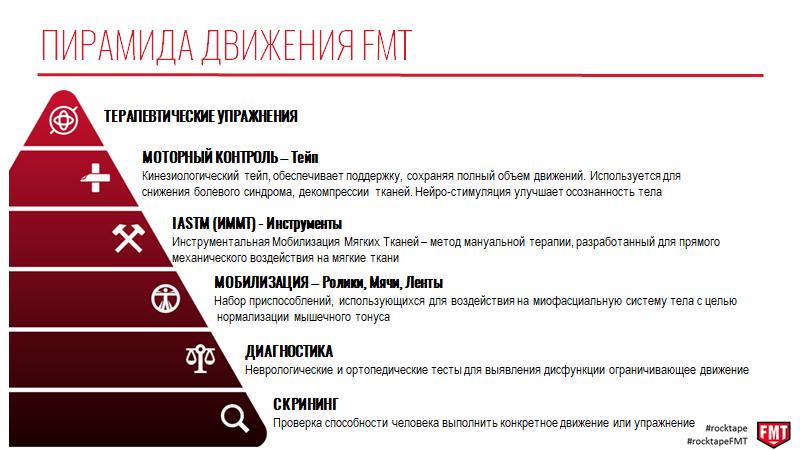 ПИРАМИДА ДВИЖЕНИЯ FMT
ТЕРАПЕВТИЧЕСКИЕ УПРАЖНЕНИЯ
МОТОРНЫЙ КОНТРОЛЬ – Тейп
Кинезиологический тейп, обеспечивает поддержку, сохраняя полный объем движений. Используется для
снижения болевого синдрома, декомпрессии тканей. Нейро-стимуляция улучшает осознанность тела
IASTM (ИММТ) - Инструменты
Инструментальная Мобилизация Мягких Тканей – метод мануальной терапии, разработанный для прямого
механического воздействия на мягкие ткани
МОБИЛИЗАЦИЯ – Ролики, Мячи, Ленты
Набор приспособлений, использующихся для воздействия на миофасциальную систему тела с целью
нормализации мышечного тонуса
ДИАГНОСТИКА
Неврологические и ортопедические тесты для выявления дисфункции ограничивающее движение
СКРИНИНГ
Проверка способности человека выполнить конкретное движение или упражнение
#rocktape
#rocktapeFMT
FMT